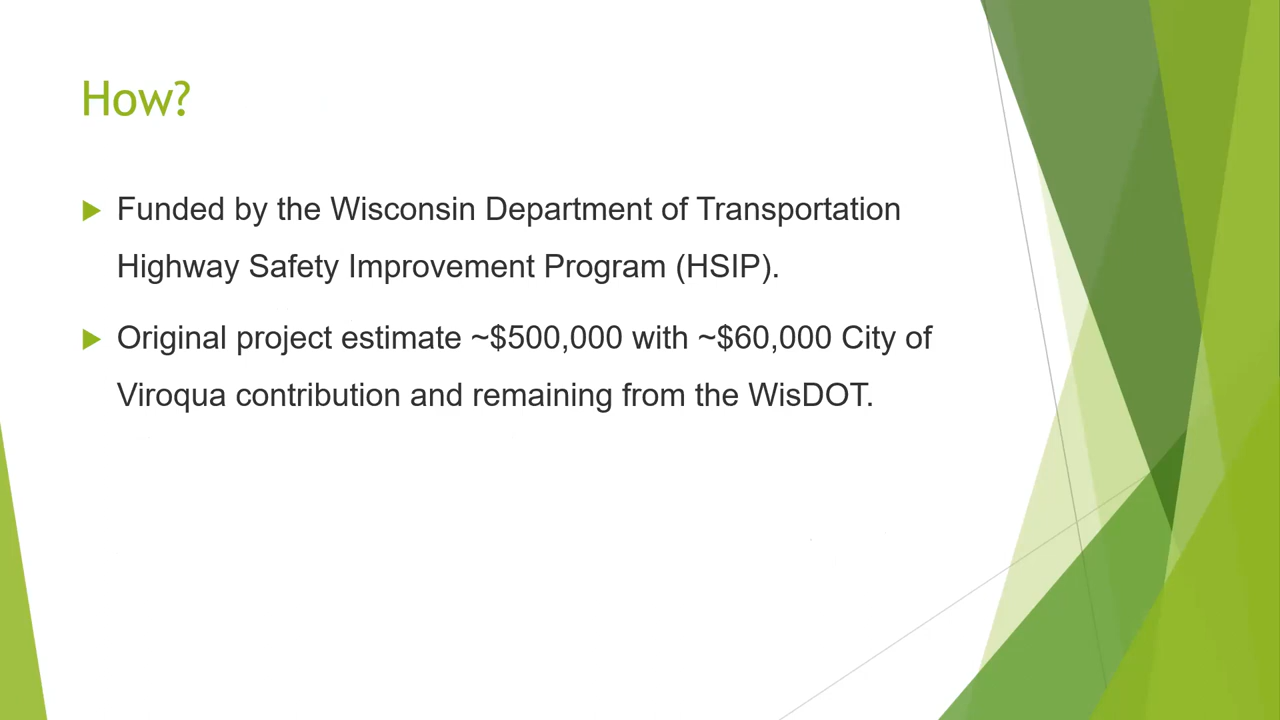 How?
Funded by the Wisconsin Department of Transportation
Highway Safety Improvement Program (HSIP).
Original project estimate ~$500,000 with ~$60,000 City of
Viroqua contribution and remaining from the WisDOT.